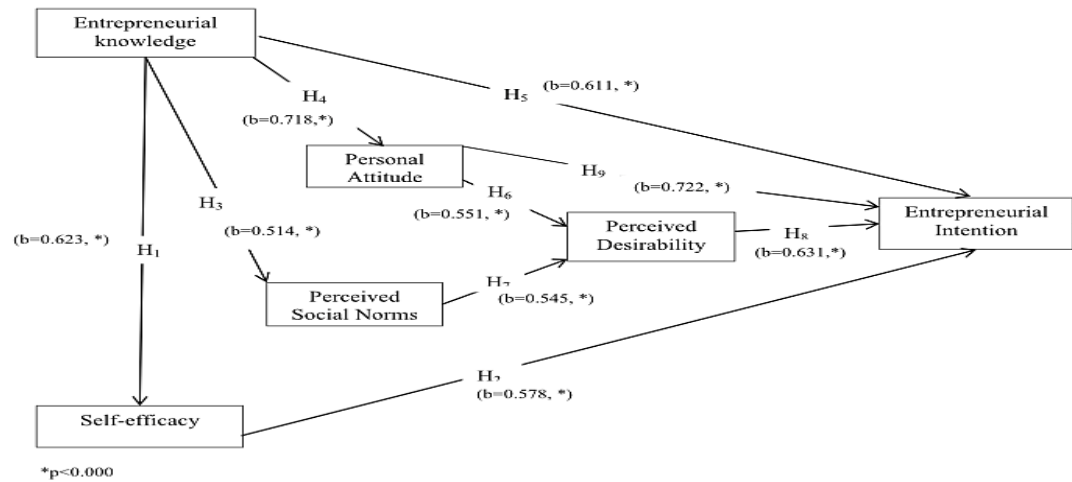 Entrepreneurial
knowledge
H₅ (b=0.611, *)
H₄
(b=0.718,*)
Personal
Attitude
H₉
(b=0.722, *)
H₆
(b=0.551, *)
H₃
(b=0.514, *)
Perceived
Desirability
Entrepreneurial
Intention
H₈
(b=0.631,*)
(b=0.623, *) H₁
Perceived
Social Norms
H₇
(b=0.545, *)
H₂
(b=0.578, *)
Self-efficacy
*p<0.000